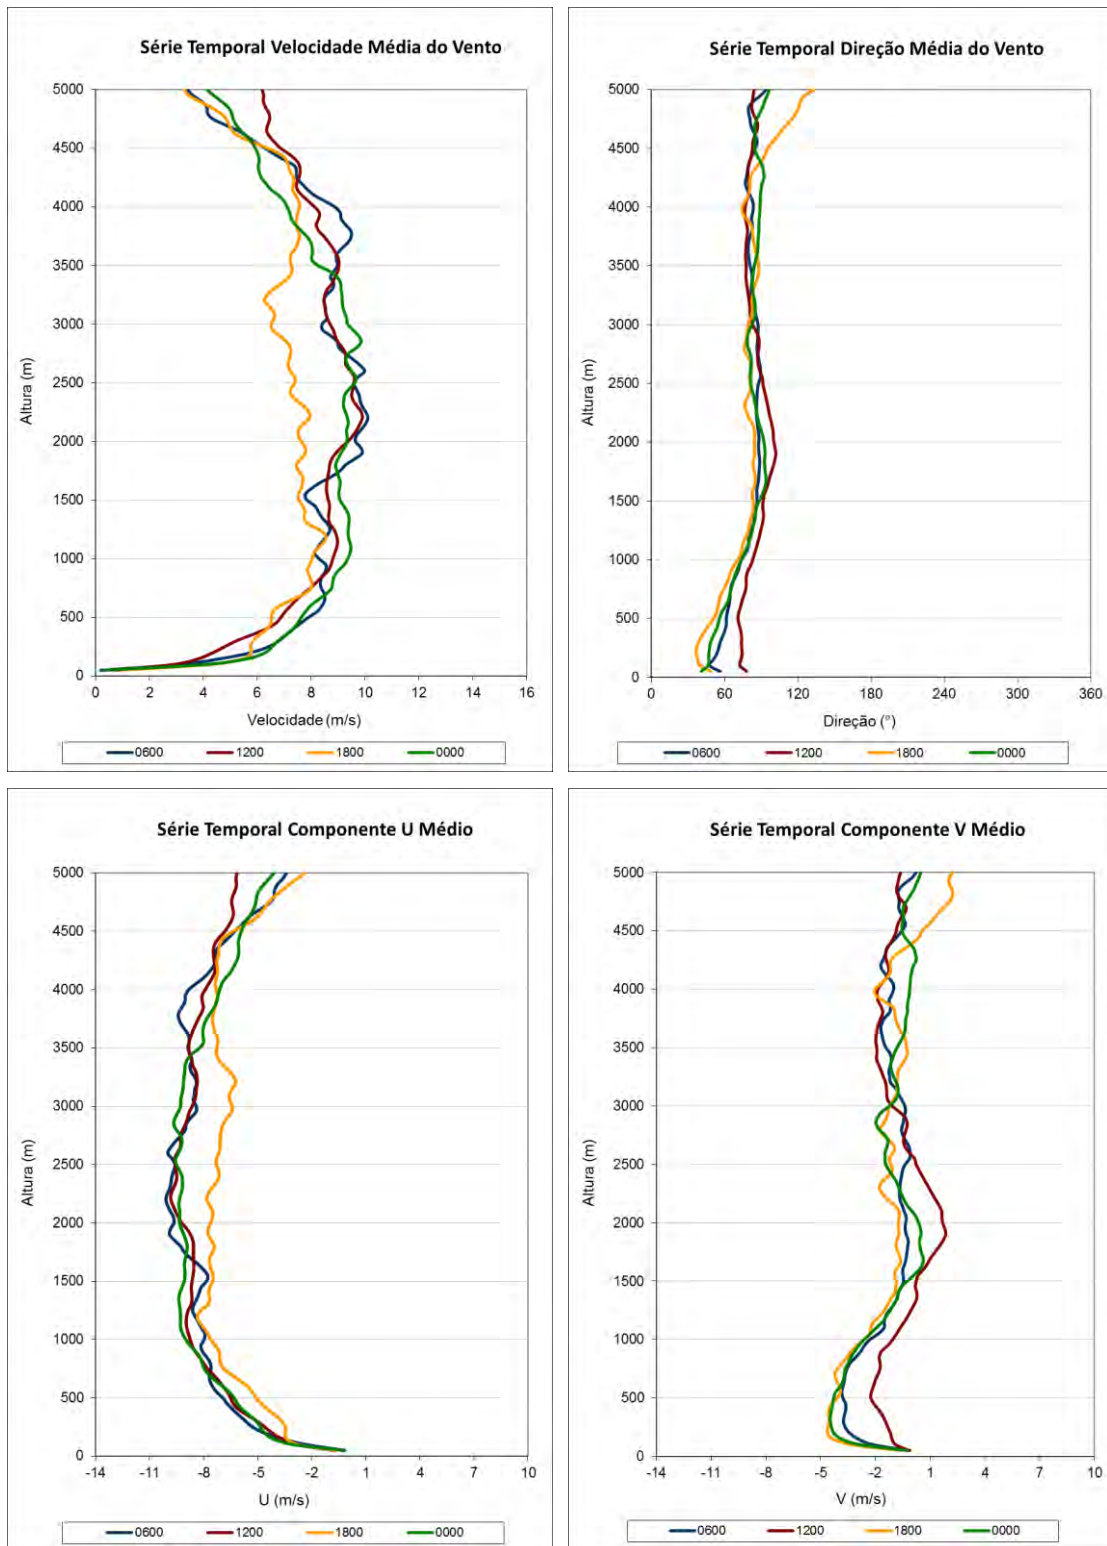 Série Temporal Velocidade Média do Vento
5000
4500
4000
3500
3000
2500
2000
1500
1000
500
0
Altura (m)
0 2 4 6 8 10 12 14 16
Velocidade (m/s)
0600 1200 1800 0000
Série Temporal Direção Média do Vento
5000
4500
4000
3500
3000
2500
2000
1500
1000
500
0
Altura (m)
0 60 120 180 240 300 360
Direção (°)
0600 1200 1800 0000
Série Temporal Componente U Médio
5000
4500
4000
3500
3000
2500
2000
1500
1000
500
0
Altura (m)
-14 -11 -8 -5 -2 1 4 7 10
U (m/s)
0600 1200 1800 0000
Série Temporal Componente V Médio
5000
4500
4000
3500
3000
2500
2000
1500
1000
500
0
Altura (m)
-14 -11 -8 -5 -2 1 4 7 10
V (m/s)
0600 1200 1800 0000